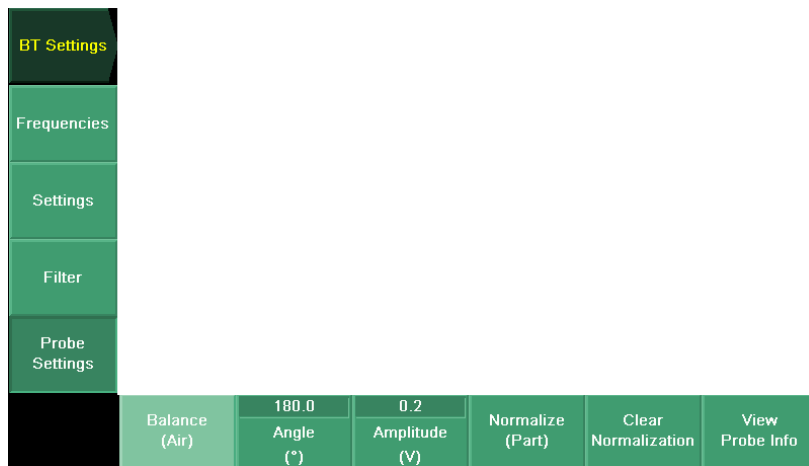 BT Settings
Frequencies
Settings
Filter
Probe
Settings
Balance
(Air)
180.0
Angle
(°)
0.2
Amplitude
(V)
Normalize
(Part)
Clear
Normalization
View
Probe Info